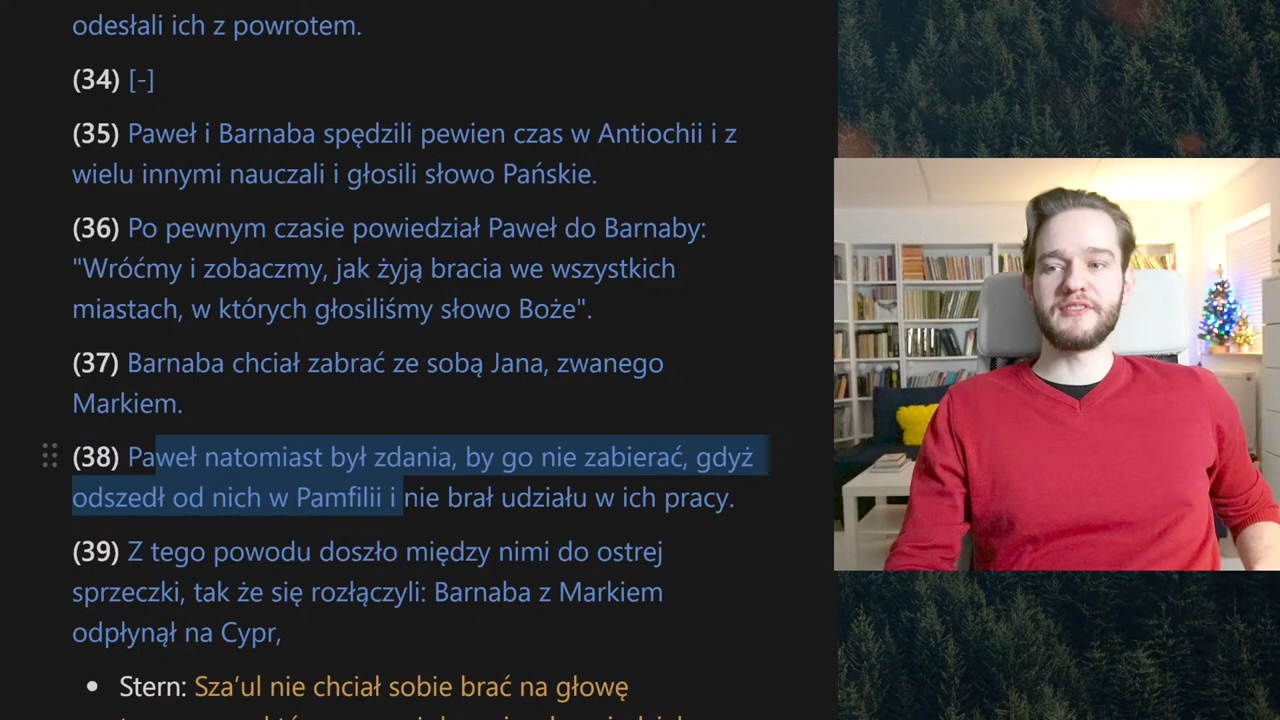 odesłali ich z powrotem.
(34) [-]
(35) Paweł i Barnaba spędzili pewien czas w Antiochii i z
wielu innymi nauczali i głosili słowo Pańskie.
(36) Po pewnym czasie powiedział Paweł do Barnaby:
"Wróćmy i zobaczmy, jak żyją bracia we wszystkich
miastach, w których głosiliśmy słowo Boże".
(37) Barnaba chciał zabrać ze sobą Jana, zwanego
Markiem.
(38) Paweł natomiast był zdania, by go nie zabierać, gdyż
odszedł od nich w Pamfilii i nie brał udziału w ich pracy.
(39) Z tego powodu doszło między nimi do ostrej
sprzeczki, tak że się rozłączyli: Barnaba z Markiem
odpłynął na Cypr,
• Stern: Sza'ul nie chciał sobie brać na głowę